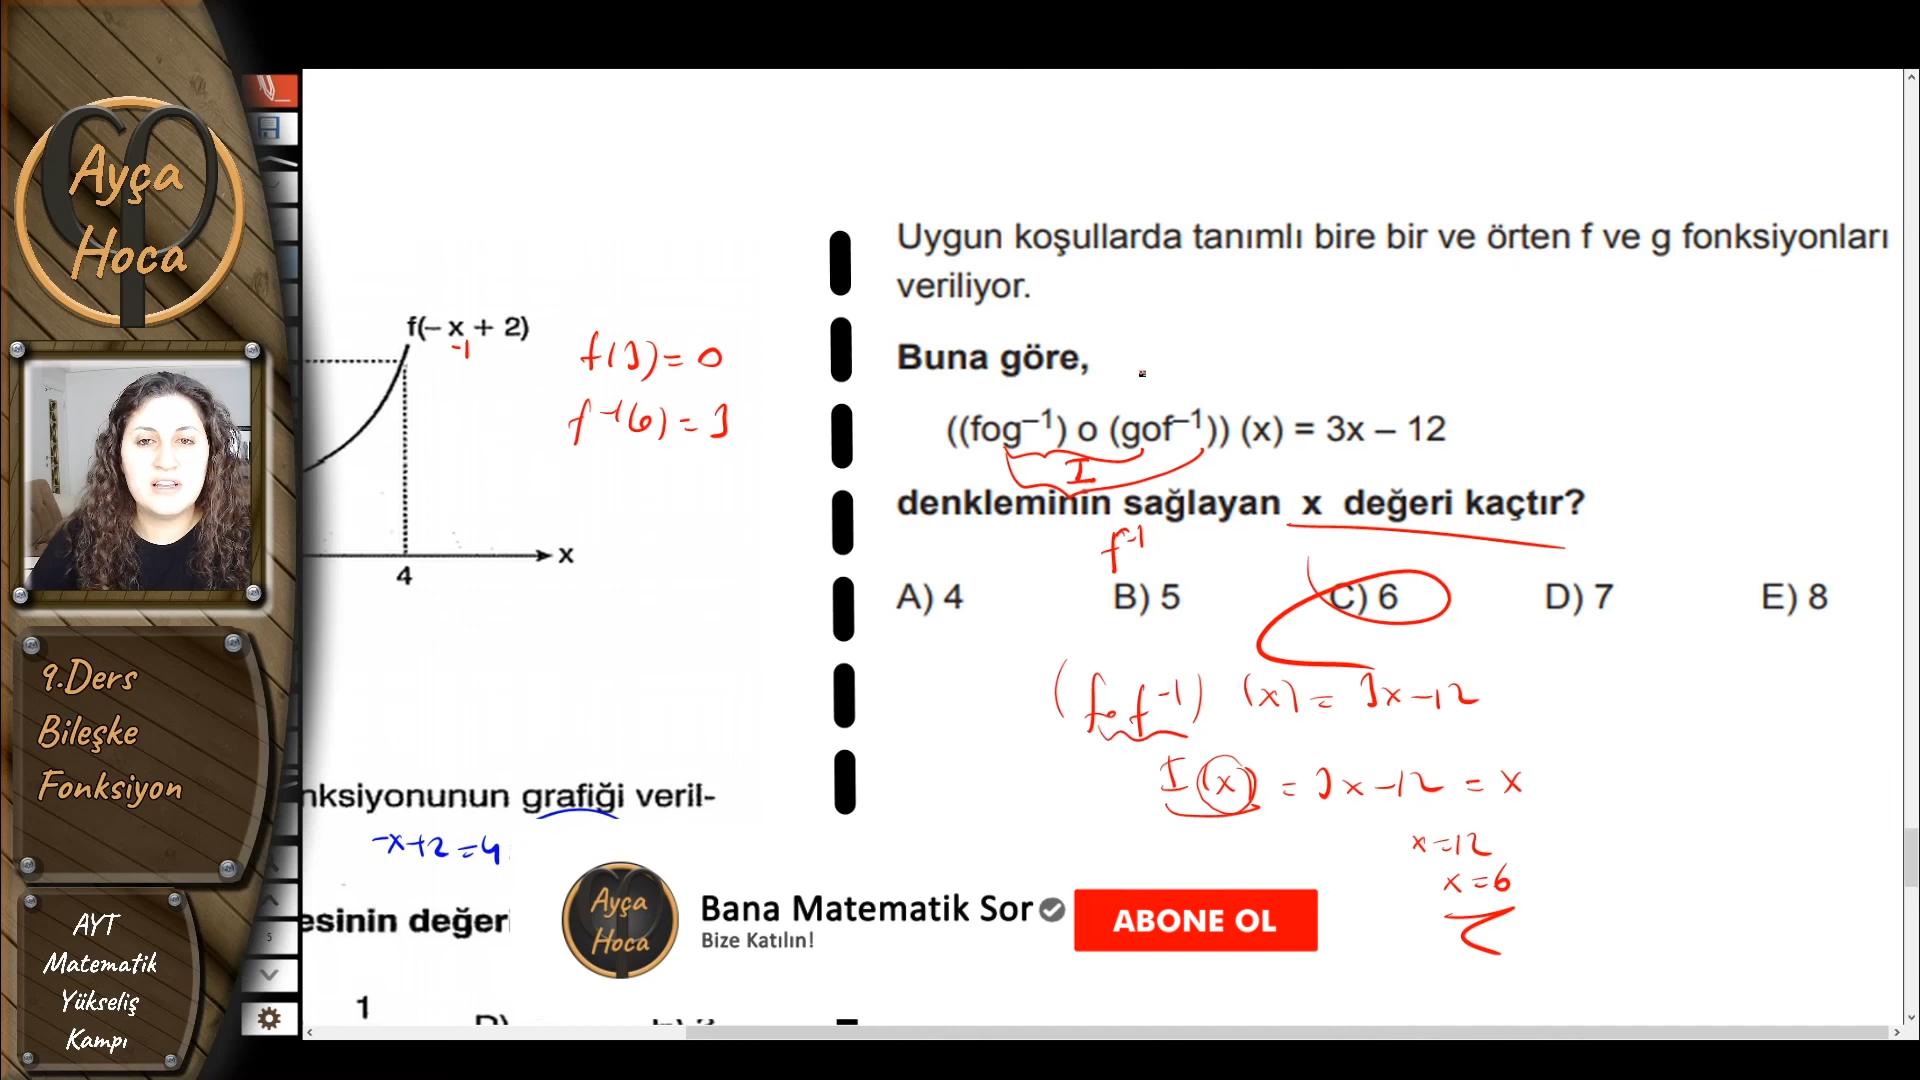 Ayça
Hoca
9.Ders
Bileşke
Fonksiyon
AYT
Matematik
Yükseliş
Kampı
5
f(– x + 2)
-1
f(3)=0
f⁻¹(6)=3
x
4
nksiyonunun grafiği veril-
-x+2=4
esinin değeri
1
Uygun koşullarda tanımlı bire bir ve örten f ve g fonksiyonları
veriliyor.
Buna göre,
((fog⁻¹) o (gof⁻¹)) (x) = 3x – 12
I
denkleminin sağlayan x değeri kaçtır?
f⁻¹
A) 4 B) 5 C) 6 D) 7 E) 8
(fof⁻¹) (x) = 3x-12
I(x) = 3x-12 = x
x=12
x=6
Ayça
Hoca
Bana Matematik Sor
Bize Katılın!
ABONE OL